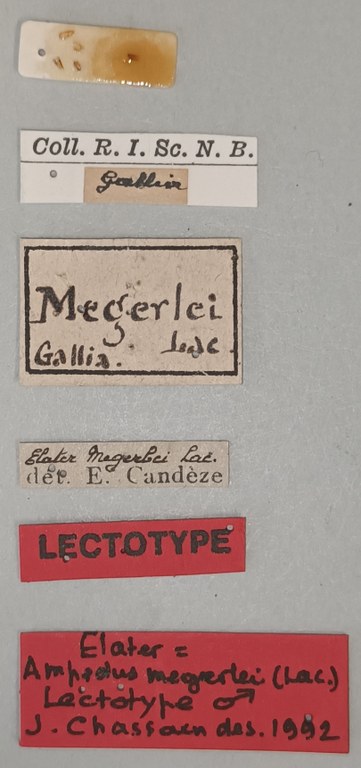 Coll. R. I. Sc. N. B.
Gallia
Megerlei
Gallia. Lac.
Elater Megerlei Lac.
det. E. Candèze
LECTOTYPE
Elater =
Ampedus megerlei (Lac.)
Lectotype ♂
J. Chassain des. 1992